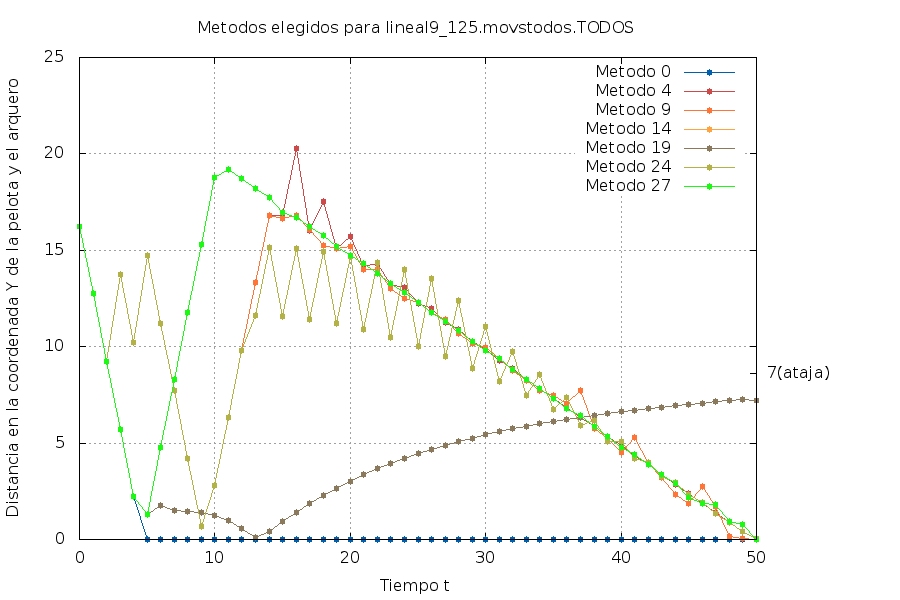 Metodos elegidos para lineal9_125.movstodos.TODOS
Distancia en la coordenada Y de la pelota y el arquero
25
20
15
10
5
0
Metodo 0
Metodo 4
Metodo 9
Metodo 14
Metodo 19
Metodo 24
Metodo 27
7(ataja)
0
10
20
30
40
50
Tiempo t